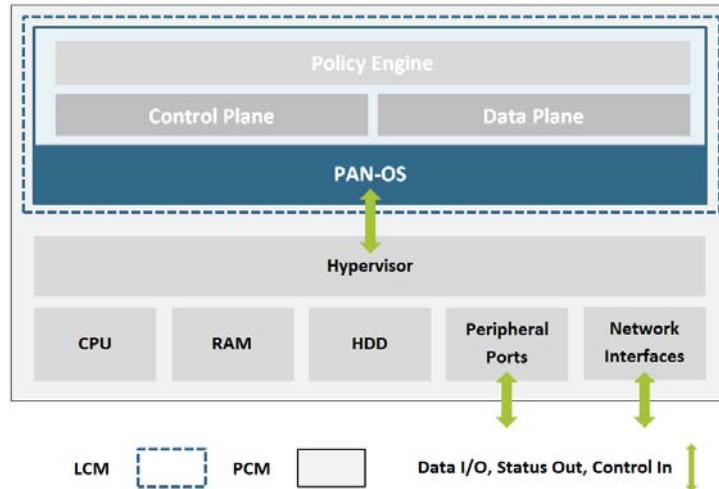 Policy Engine
Control Plane Data Plane
PAN-OS
Hypervisor
CPU RAM HDD Peripheral Ports Network Interfaces
LCM PCM Data I/O, Status Out, Control In